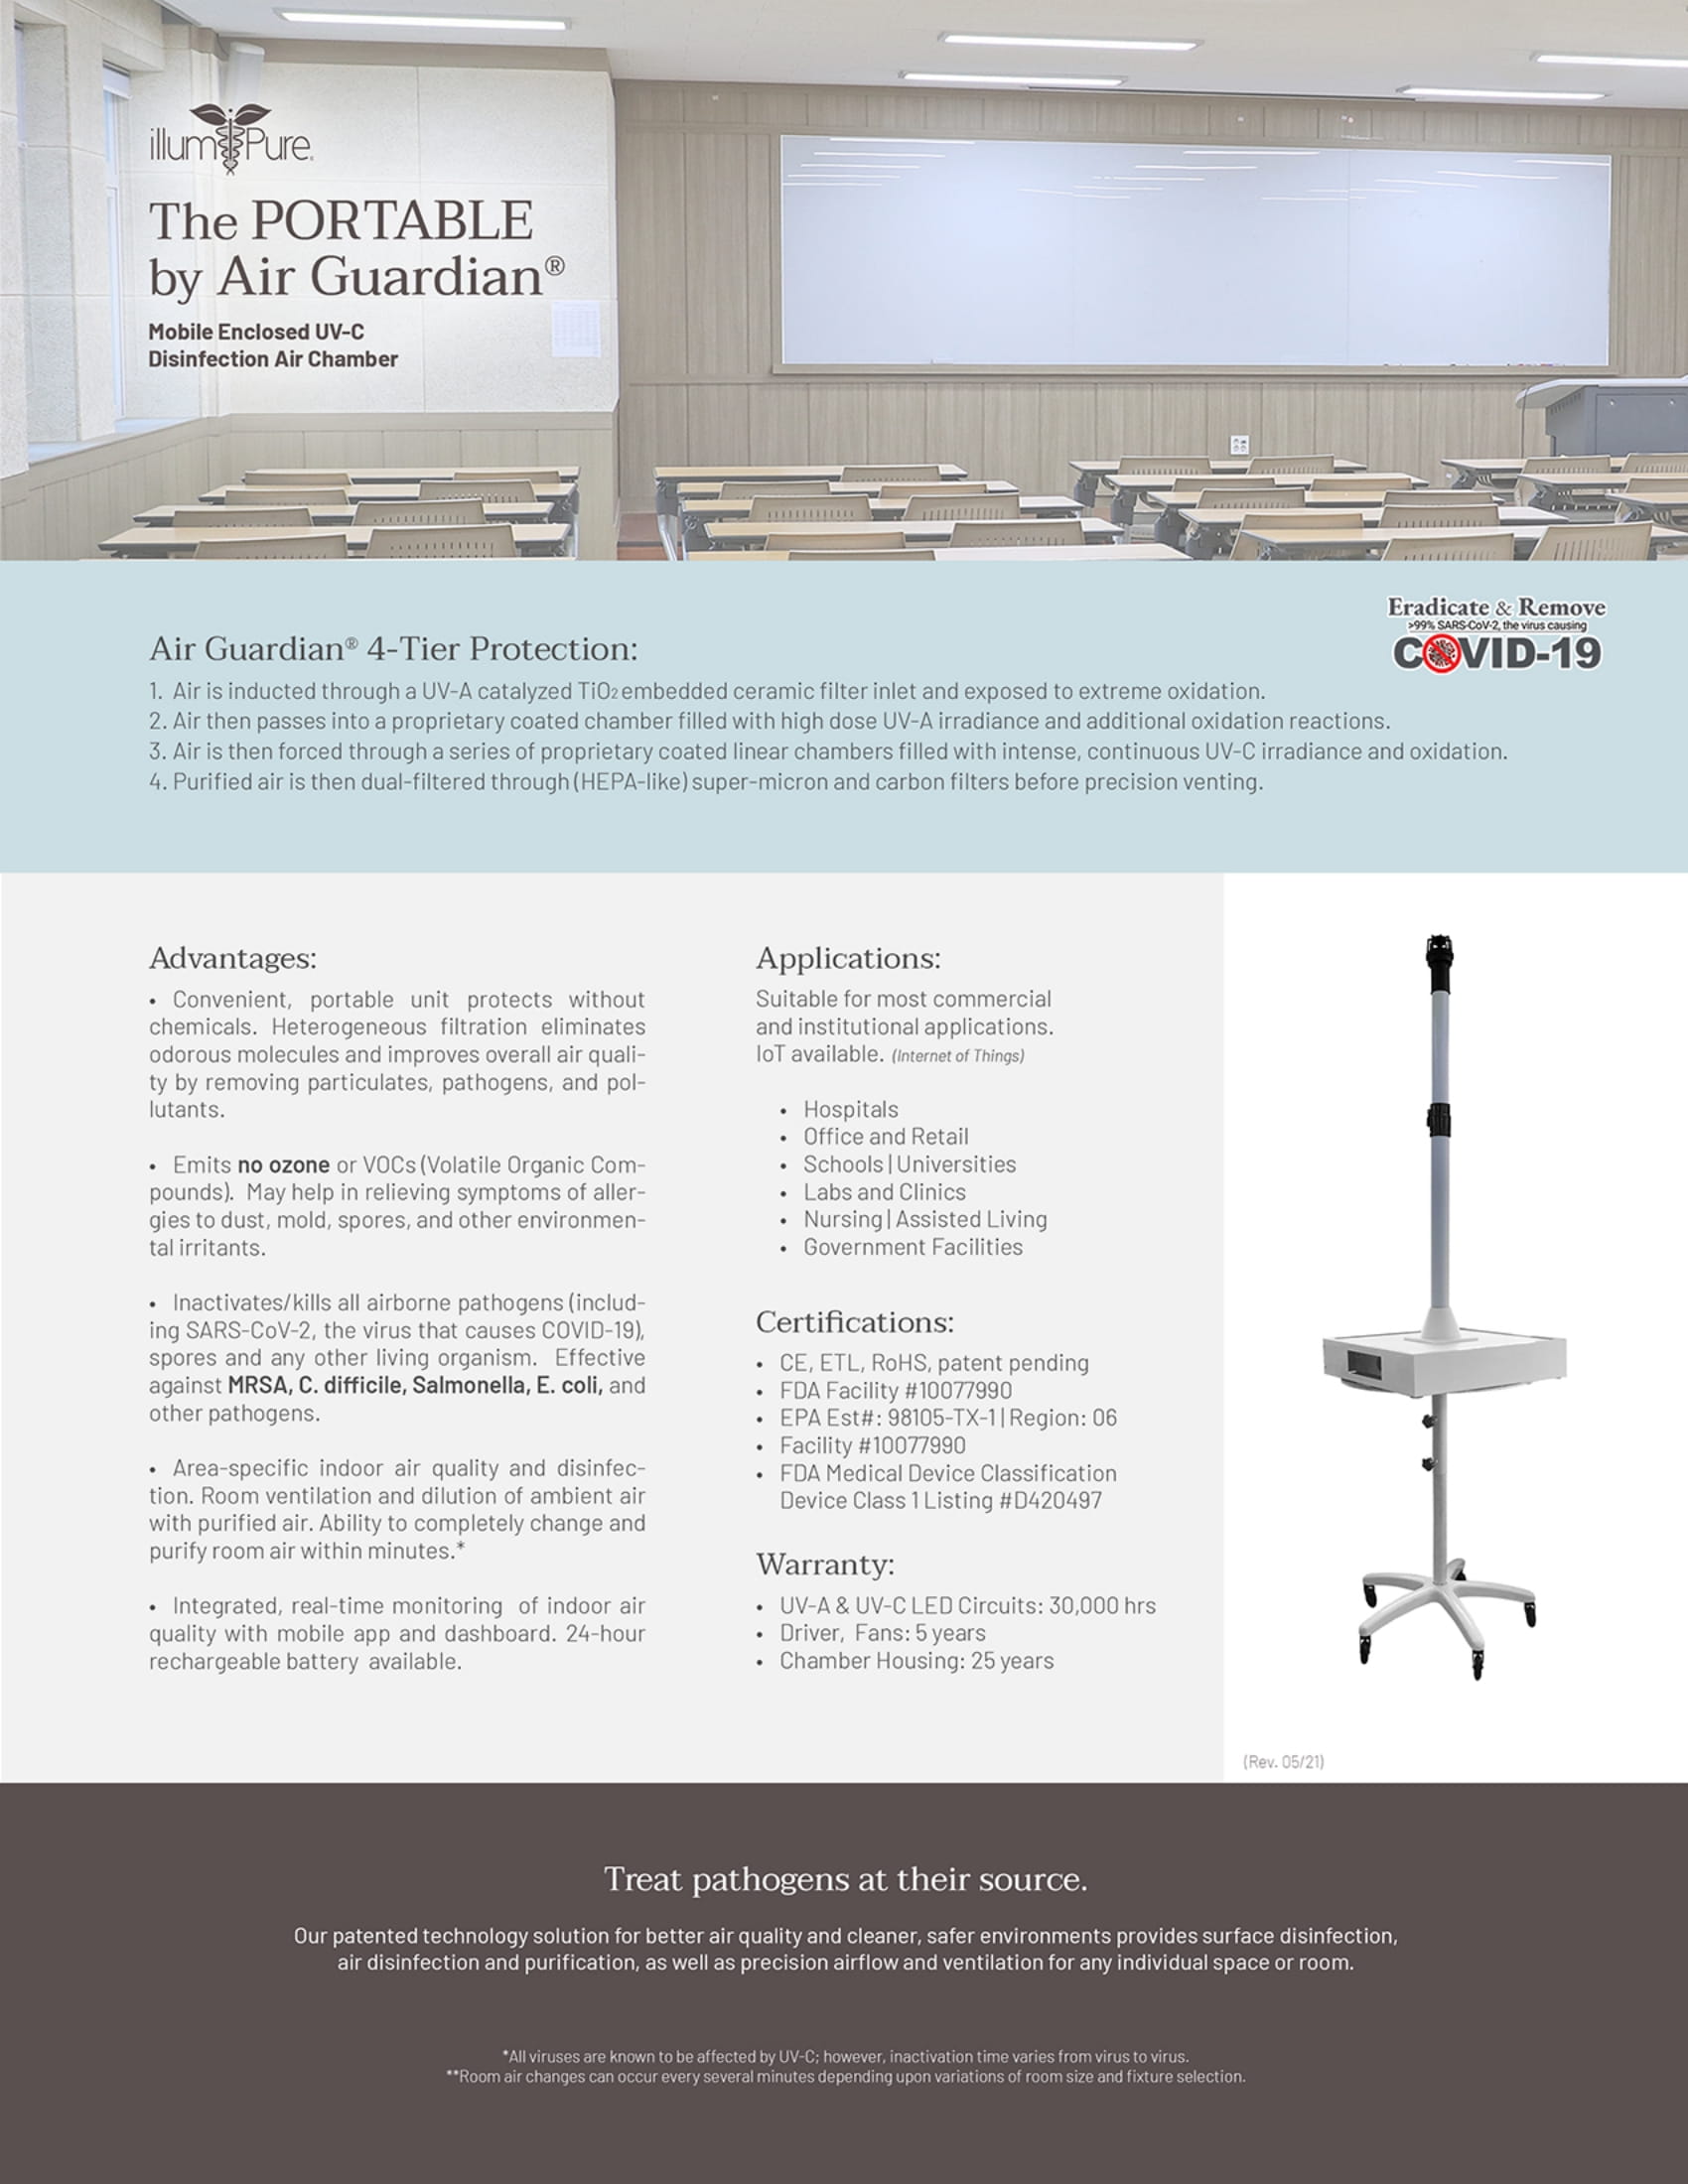 illumiPure®
The PORTABLE
by Air Guardian®
Mobile Enclosed UV-C
Disinfection Air Chamber
Eradicate & Remove
>99% SARS-CoV-2, the virus causing
COVID-19
Air Guardian® 4-Tier Protection:
1. Air is inducted through a UV-A catalyzed TiO2 embedded ceramic filter inlet and exposed to extreme oxidation.
2. Air then passes into a proprietary coated chamber filled with high dose UV-A irradiance and additional oxidation reactions.
3. Air is then forced through a series of proprietary coated linear chambers filled with intense, continuous UV-C irradiance and oxidation.
4. Purified air is then dual-filtered through (HEPA-like) super-micron and carbon filters before precision venting.
Advantages:
• Convenient, portable unit protects without
chemicals. Heterogeneous filtration eliminates
odorous molecules and improves overall air quali-
ty by removing particulates, pathogens, and pol-
lutants.
• Emits no ozone or VOCs (Volatile Organic Com-
pounds). May help in relieving symptoms of aller-
gies to dust, mold, spores, and other environmen-
tal irritants.
• Inactivates/kills all airborne pathogens (includ-
ing SARS-CoV-2, the virus that causes COVID-19),
spores and any other living organism. Effective
against MRSA, C. difficile, Salmonella, E. coli, and
other pathogens.
• Area-specific indoor air quality and disinfec-
tion. Room ventilation and dilution of ambient air
with purified air. Ability to completely change and
purify room air within minutes.*
• Integrated, real-time monitoring of indoor air
quality with mobile app and dashboard. 24-hour
rechargeable battery available.
Applications:
Suitable for most commercial
and institutional applications.
IoT available. (Internet of Things)
• Hospitals
• Office and Retail
• Schools | Universities
• Labs and Clinics
• Nursing | Assisted Living
• Government Facilities
Certifications:
• CE, ETL, RoHS, patent pending
• FDA Facility #10077990
• EPA Est#: 98105-TX-1 | Region: 06
• Facility #10077990
• FDA Medical Device Classification
Device Class 1 Listing #D420497
Warranty:
• UV-A & UV-C LED Circuits: 30,000 hrs
• Driver, Fans: 5 years
• Chamber Housing: 25 years
(Rev. 05/21)
Treat pathogens at their source.
Our patented technology solution for better air quality and cleaner, safer environments provides surface disinfection,
air disinfection and purification, as well as precision airflow and ventilation for any individual space or room.
*All viruses are known to be affected by UV-C; however, inactivation time varies from virus to virus.
**Room air changes can occur every several minutes depending upon variations of room size and fixture selection.